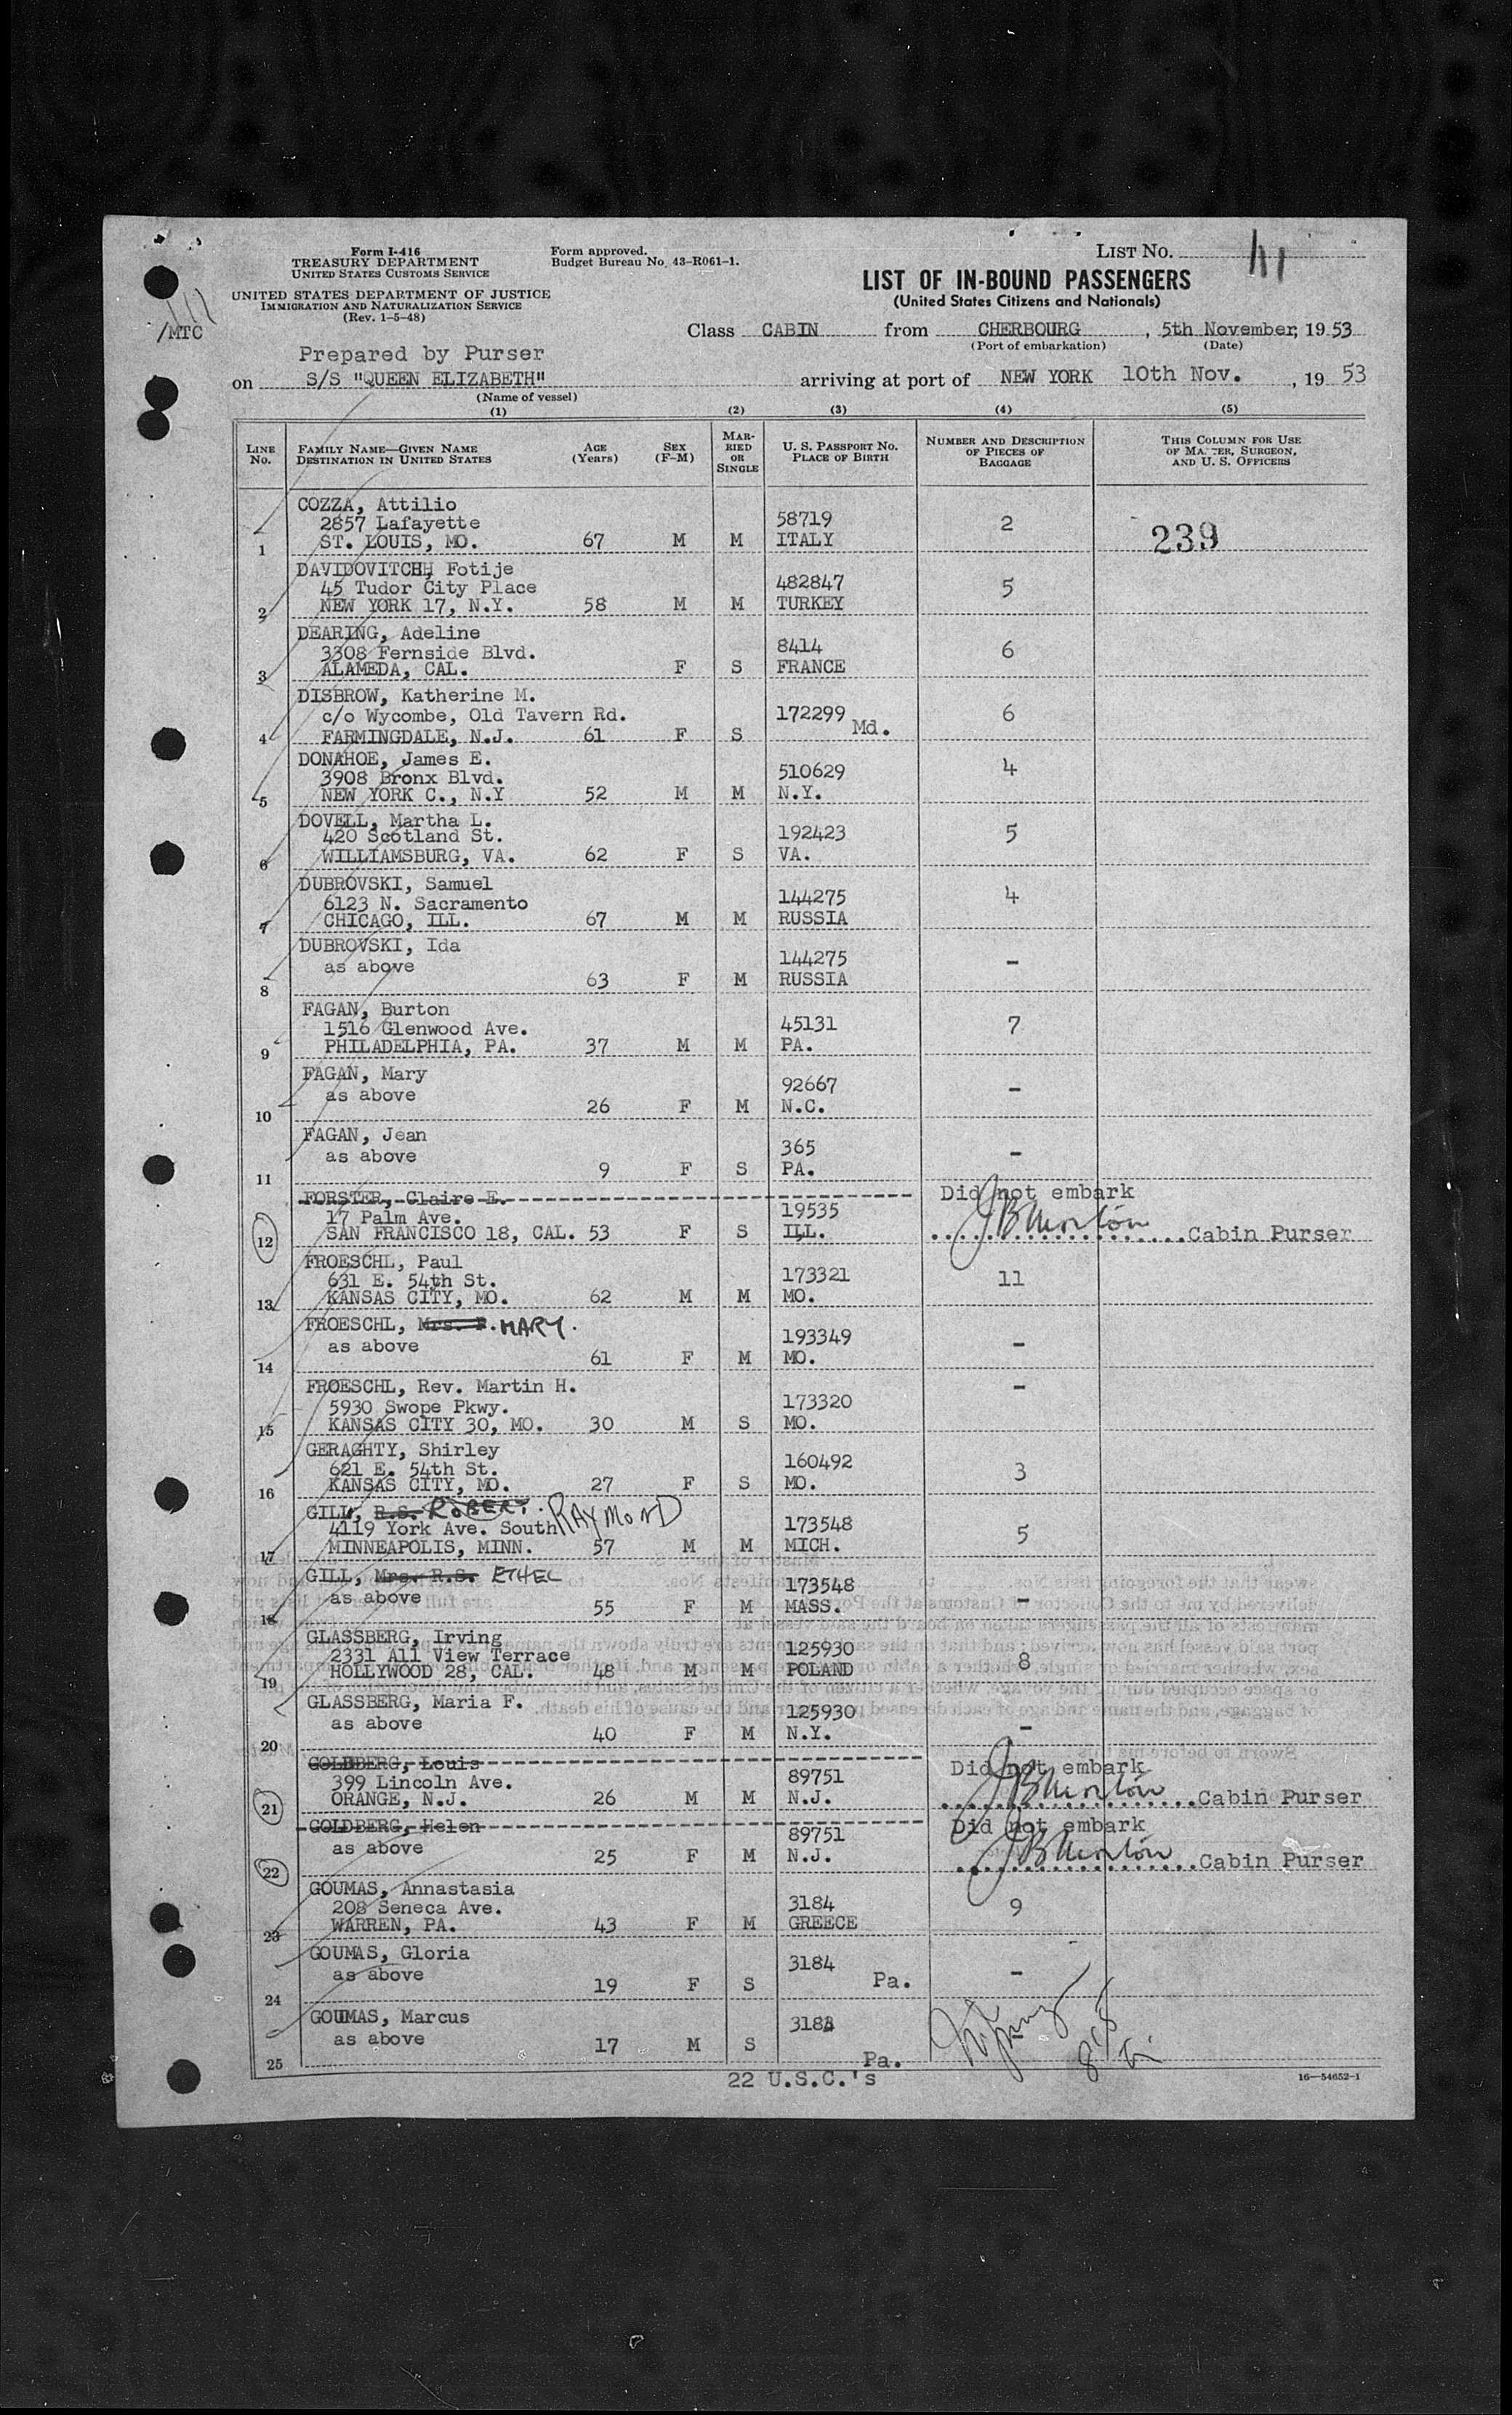 Form I-416
TREASURY DEPARTMENT
UNITED STATES CUSTOMS SERVICE
UNITED STATES DEPARTMENT OF JUSTICE
IMMIGRATION AND NATURALIZATION SERVICE
(Rev. 1-5-48)
Form approved.
Budget Bureau No. 43-R061-1.
LIST NO.
LIST OF IN-BOUND PASSENGERS
(United States Citizens and Nationals)
/MTC
Class CABIN from CHERBOURG, 5th November, 1953
(Port of embarkation) (Date)
Prepared by Purser
on S/S "QUEEN ELIZABETH" arriving at port of NEW YORK 10th Nov., 1953
(Name of vessel)
(1) (2) (3) (4) (5)
LINE No. FAMILY NAME—GIVEN NAME DESTINATION IN UNITED STATES AGE (Years) SEX (F-M) MARRIED OR SINGLE U. S. PASSPORT NO. PLACE OF BIRTH NUMBER AND DESCRIPTION OF PIECES OF BAGGAGE THIS COLUMN FOR USE OF MASTER, SURGEON, AND U. S. OFFICERS
COZZA, Attilio
2857 Lafayette 58719 2
1 ST. LOUIS, MO. 67 M M ITALY 239
DAVIDOVITCH, Fotije
45 Tudor City Place 482847 5
2 NEW YORK 17, N.Y. 58 M M TURKEY
DEARING, Adeline
3308 Fernside Blvd. 8414 6
3 ALAMEDA, CAL. F S FRANCE
DISBROW, Katherine M.
c/o Wycombe, Old Tavern Rd. 172299 Md. 6
4 FARMINGDALE, N.J. 61 F S
DONAHOE, James E.
3908 Bronx Blvd. 510629 4
5 NEW YORK C., N.Y 52 M M N.Y.
DOVELL, Martha L.
420 Scotland St. 192423 5
6 WILLIAMSBURG, VA. 62 F S VA.
DUBROVSKI, Samuel
6123 N. Sacramento 144275 4
7 CHICAGO, ILL. 67 M M RUSSIA
DUBROVSKI, Ida
as above 144275 -
8 63 F M RUSSIA
FAGAN, Burton
1516 Glenwood Ave. 45131 7
9 PHILADELPHIA, PA. 37 M M PA.
FAGAN, Mary
as above 92667 -
10 26 F M N.C.
FAGAN, Jean
as above 365 -
11 9 F S PA.
FORSTER, Claire E. Did not embark
17 Palm Ave. 19535 JB Morton
12 SAN FRANCISCO 18, CAL. 53 F S ILL. Cabin Purser
FROESCHL, Paul
631 E. 54th St. 173321 11
13 KANSAS CITY, MO. 62 M M MO.
FROESCHL, Mrs. P. MARY.
as above 193349 -
14 61 F M MO.
FROESCHL, Rev. Martin H. -
5930 Swope Pkwy. 173320
15 KANSAS CITY 30, MO. 30 M S MO.
GERAGHTY, Shirley
621 E. 54th St. 160492 3
16 KANSAS CITY, MO. 27 F S MO.
GILL, R.S. ROBERT. RAYMOND
4119 York Ave. South 173548 5
17 MINNEAPOLIS, MINN. 57 M M MICH.
GILL, Mrs. R.S. ETHEL
as above 173548 -
18 55 F M MASS.
GLASSBERG, Irving
2331 All View Terrace 125930 8
19 HOLLYWOOD 28, CAL. 48 M M POLAND
GLASSBERG, Maria F.
as above 125930 -
20 40 F M N.Y.
GOLDBERG, Louis Did not embark
399 Lincoln Ave. 89751 JB Morton
21 ORANGE, N.J. 26 M M N.J. Cabin Purser
GOLDBERG, Helen Did not embark
as above 89751 JB Morton
22 25 F M N.J. Cabin Purser
GOUMAS, Annastasia
208 Seneca Ave. 3184 9
23 WARREN, PA. 43 F M GREECE
GOUMAS, Gloria
as above 3184 -
24 19 F S Pa.
GOUMAS, Marcus
as above 3184
25 17 M S Pa.
22 U.S.C.'s
16—54652-1